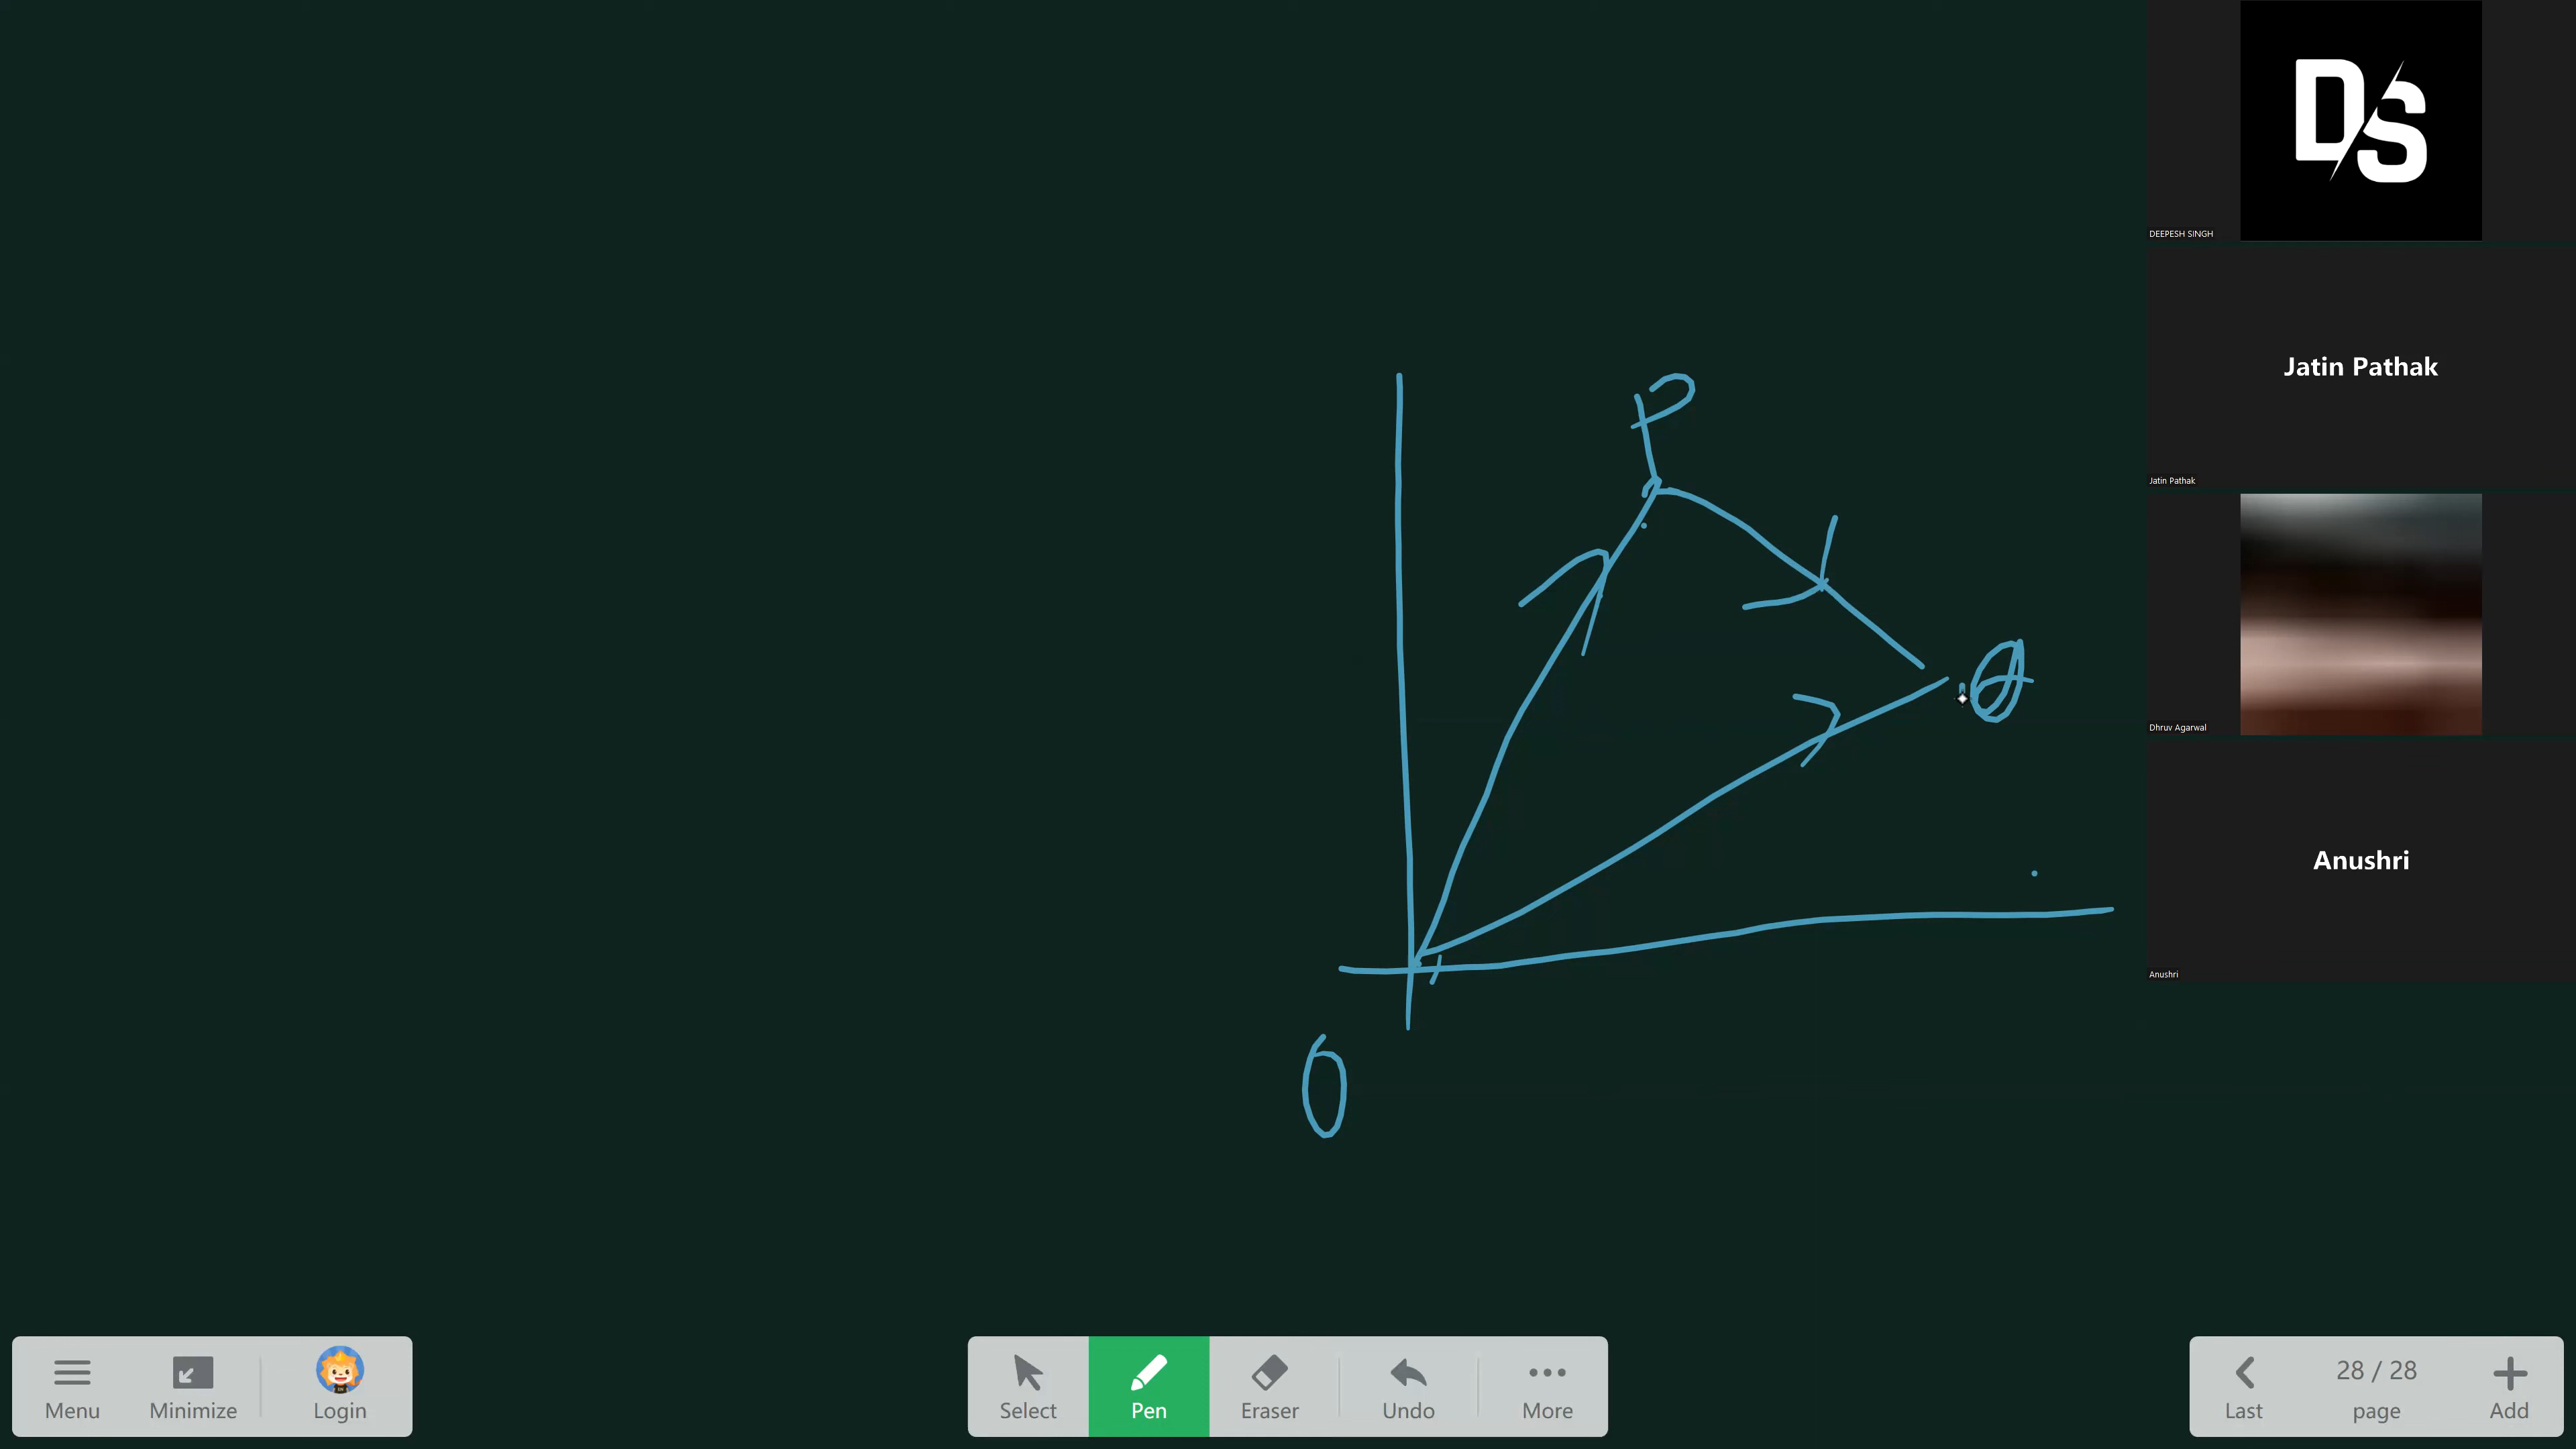 DS
DEEPESH SINGH
Jatin Pathak
Jatin Pathak
P
Q
Dhruv Agarwal
Anushri
Anushri
O
Menu
Minimize
Login
Select
Pen
Eraser
Undo
More
Last
28 / 28
page
Add